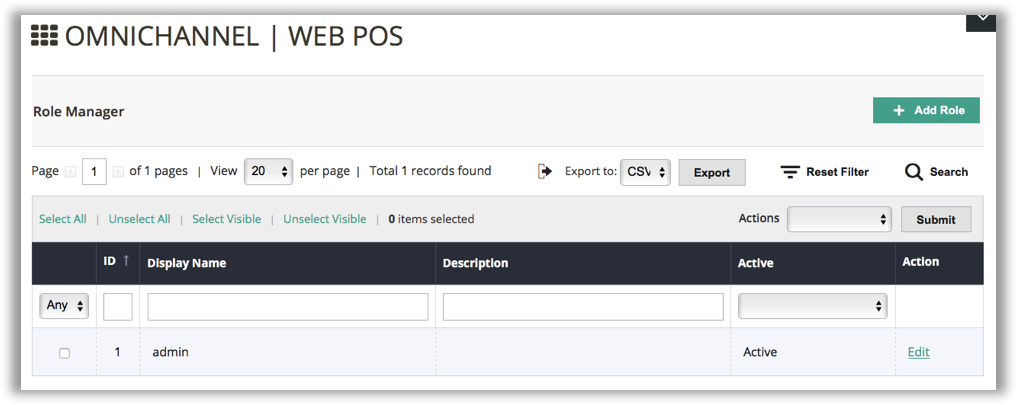 OMNICHANNEL | WEB POS
Role Manager
+ Add Role
Page 1 of 1 pages | View 20 per page | Total 1 records found Export to: CSV Export Reset Filter Search
Select All | Unselect All | Select Visible | Unselect Visible | 0 items selected Actions Submit
ID ↑ Display Name Description Active Action
Any
1 admin Active Edit